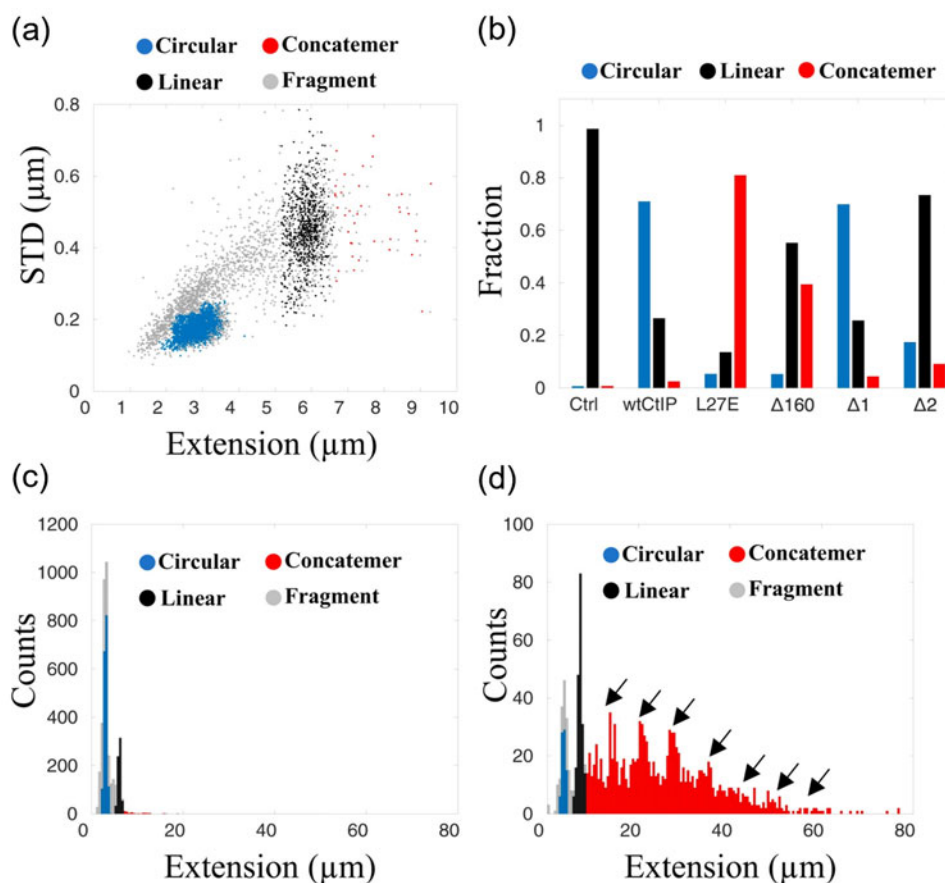 (a)
Circular Concatemer
Linear Fragment
STD (µm)
0.8
0.6
0.4
0.2
0
0 1 2 3 4 5 6 7 8 9 10
Extension (µm)
(b)
Circular Linear Concatemer
Fraction
1
0.8
0.6
0.4
0.2
0
Ctrl wtCtIP L27E Δ160 Δ1 Δ2
(c)
Counts
1200
1000
800
600
400
200
0
Circular Concatemer
Linear Fragment
0 20 40 60 80
Extension (µm)
(d)
Counts
100
80
60
40
20
0
Circular Concatemer
Linear Fragment
0 20 40 60 80
Extension (µm)